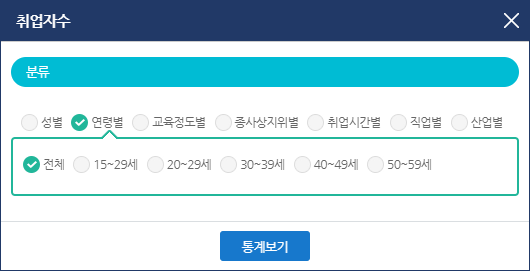 취업자수
분류
성별 연령별 교육정도별 종사상지위별 취업시간별 직업별 산업별
전체 15~29세 20~29세 30~39세 40~49세 50~59세
통계보기